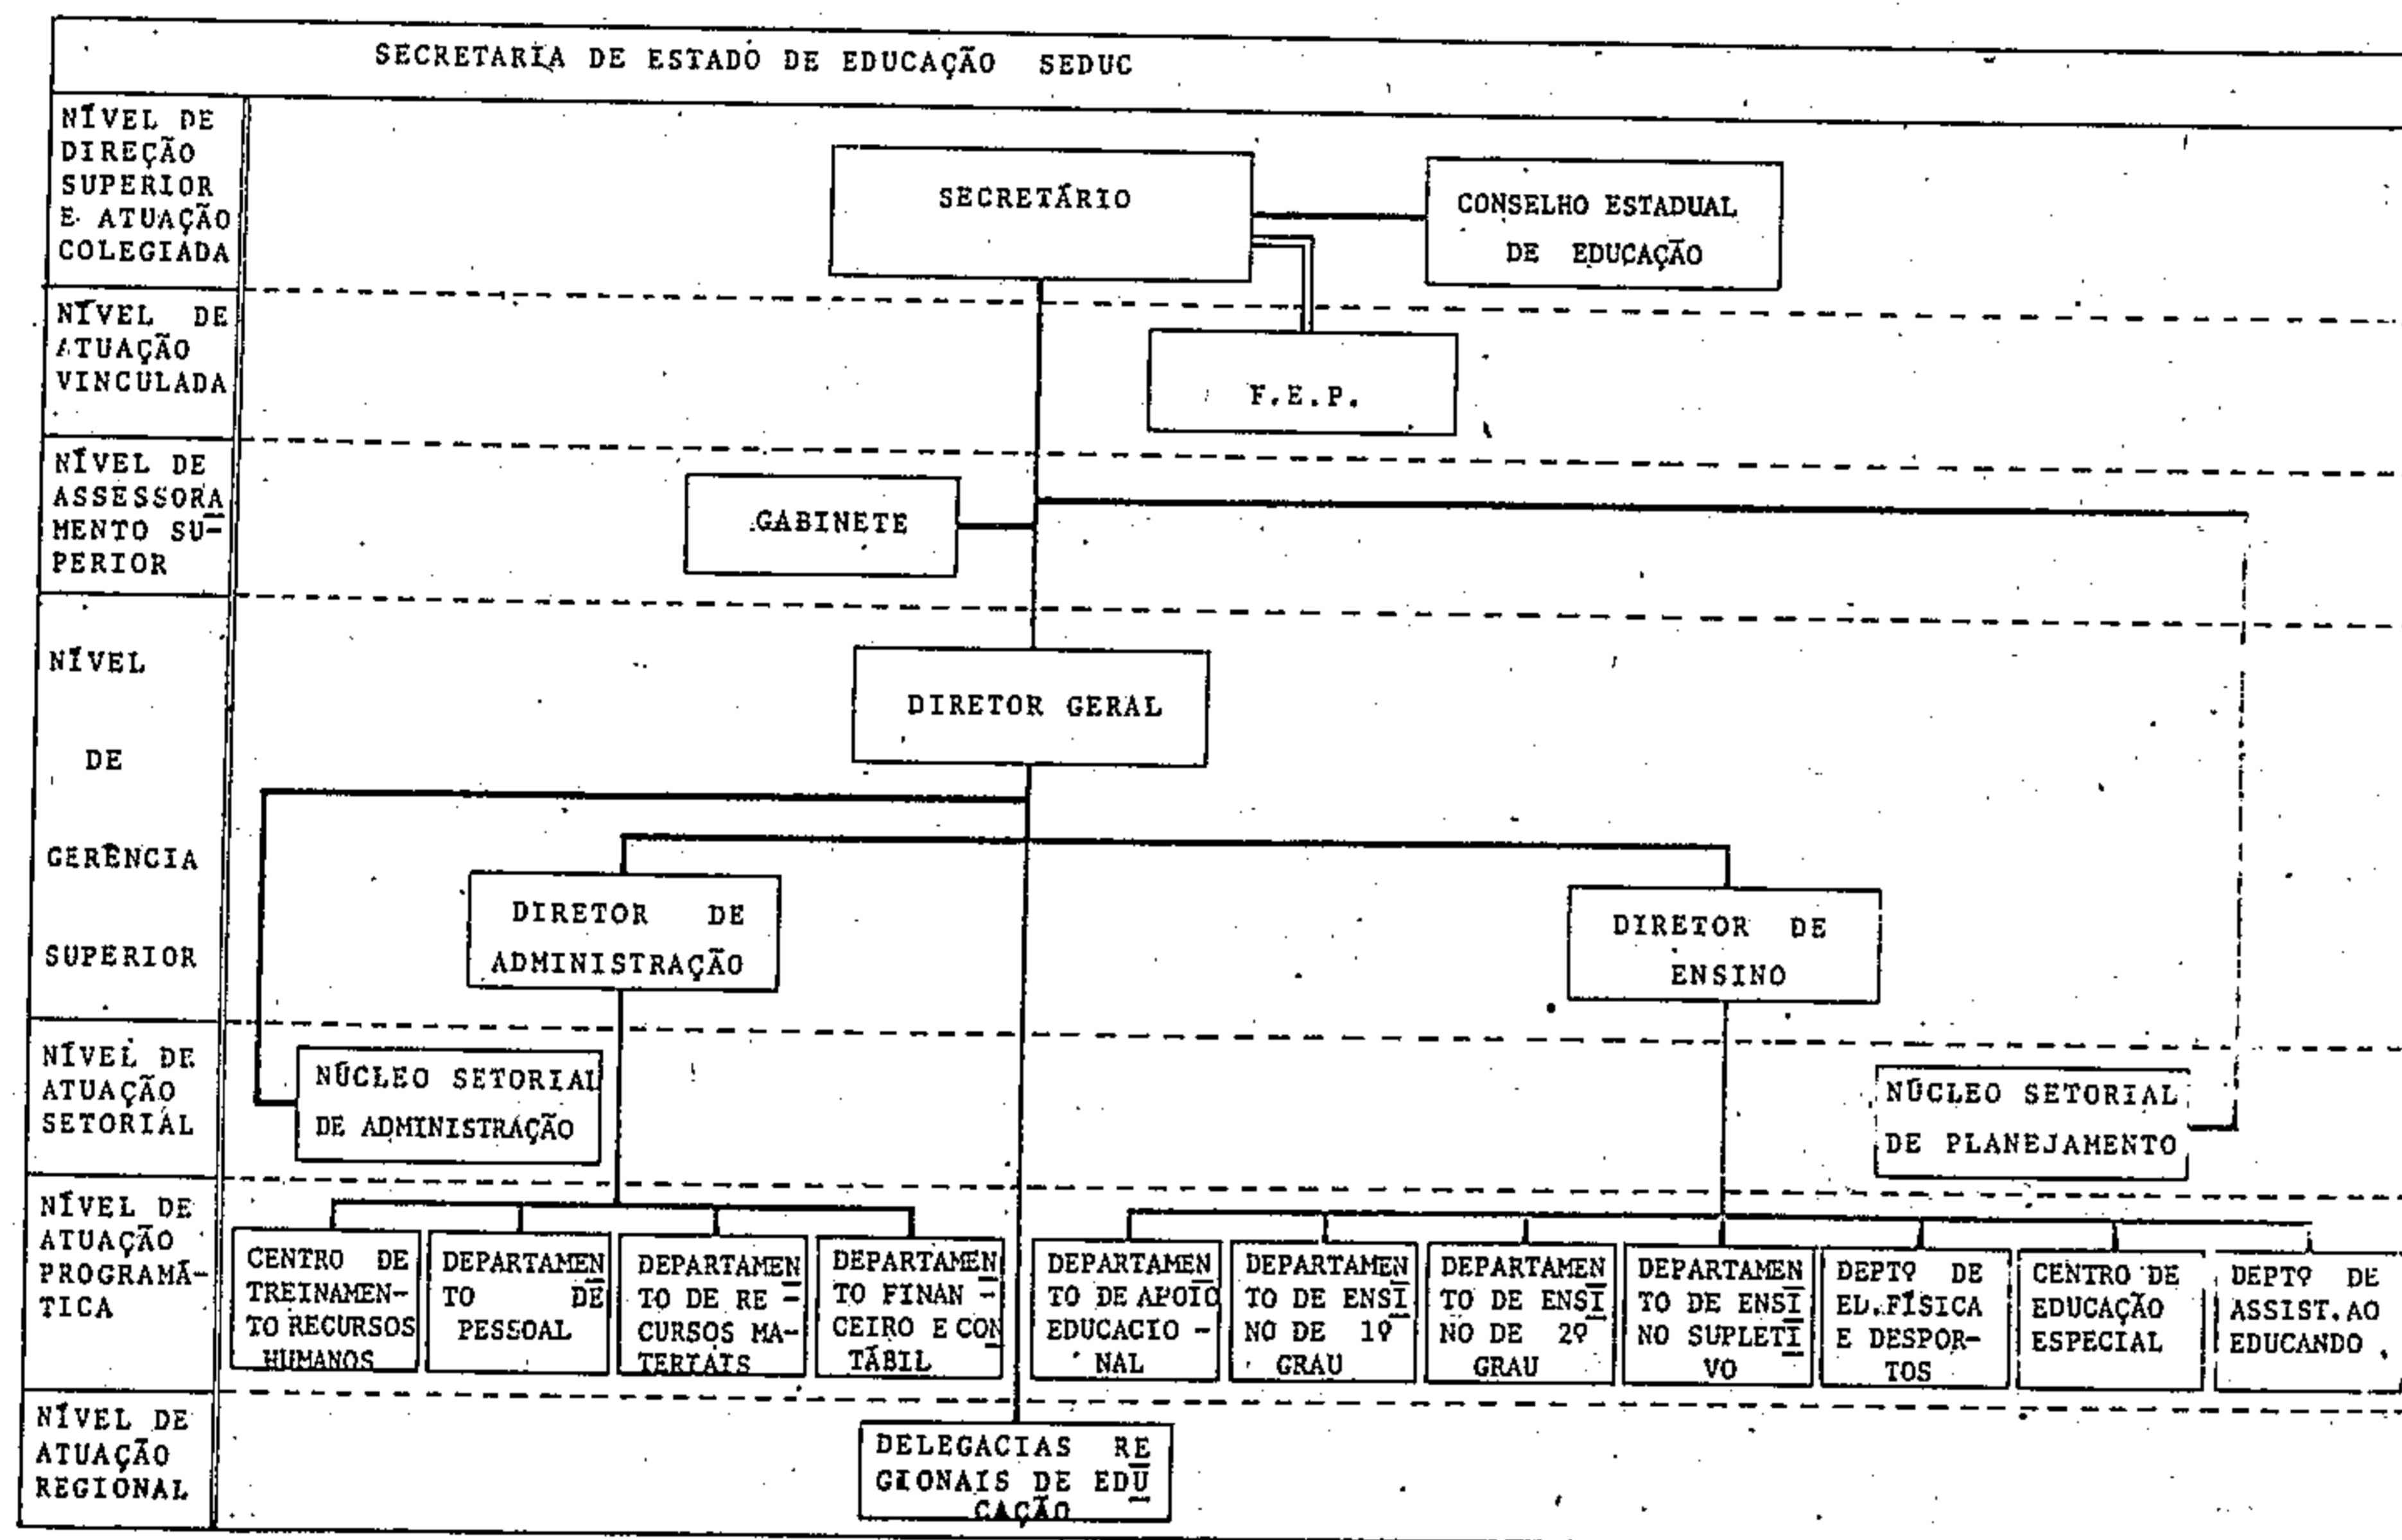 SECRETARIA DE ESTADO DE EDUCAÇÃO SEDUC
NÍVEL DE
DIREÇÃO
SUPERIOR
E ATUAÇÃO
COLEGIADA
SECRETÁRIO
CONSELHO ESTADUAL
DE EDUCAÇÃO
NÍVEL DE
ATUAÇÃO
VINCULADA
F.E.P.
NÍVEL DE
ASSESSORA
MENTO SU-
PERIOR
GABINETE
NÍVEL
DE
GERÊNCIA
SUPERIOR
DIRETOR GERAL
DIRETOR DE
ADMINISTRAÇÃO
DIRETOR DE
ENSINO
NÍVEL DE
ATUAÇÃO
SETORIAL
NÚCLEO SETORIAL
DE ADMINISTRAÇÃO
NÚCLEO SETORIAL
DE PLANEJAMENTO
NÍVEL DE
ATUAÇÃO
PROGRAMÁ-
TICA
CENTRO DE
TREINAMEN-
TO RECURSOS
HUMANOS
DEPARTAMEN
TO DE
PESSOAL
DEPARTAMEN
TO DE RE-
CURSOS MA-
TERIAIS
DEPARTAMEN
TO FINAN-
CEIRO E CON
TÁBIL
DEPARTAMEN
TO DE APOIO
EDUCACIO-
NAL
DEPARTAMEN
TO DE ENSI
NO DE 1º
GRAU
DEPARTAMEN
TO DE ENSI
NO DE 2º
GRAU
DEPARTAMEN
TO DE ENSI
NO SUPLETI
VO
DEPTº DE
ED.FÍSICA
E DESPOR-
TOS
CENTRO DE
EDUCAÇÃO
ESPECIAL
DEPTº DE
ASSIST.AO
EDUCANDO
NÍVEL DE
ATUAÇÃO
REGIONAL
DELEGACIAS RE
GIONAIS DE EDU
CAÇÃO